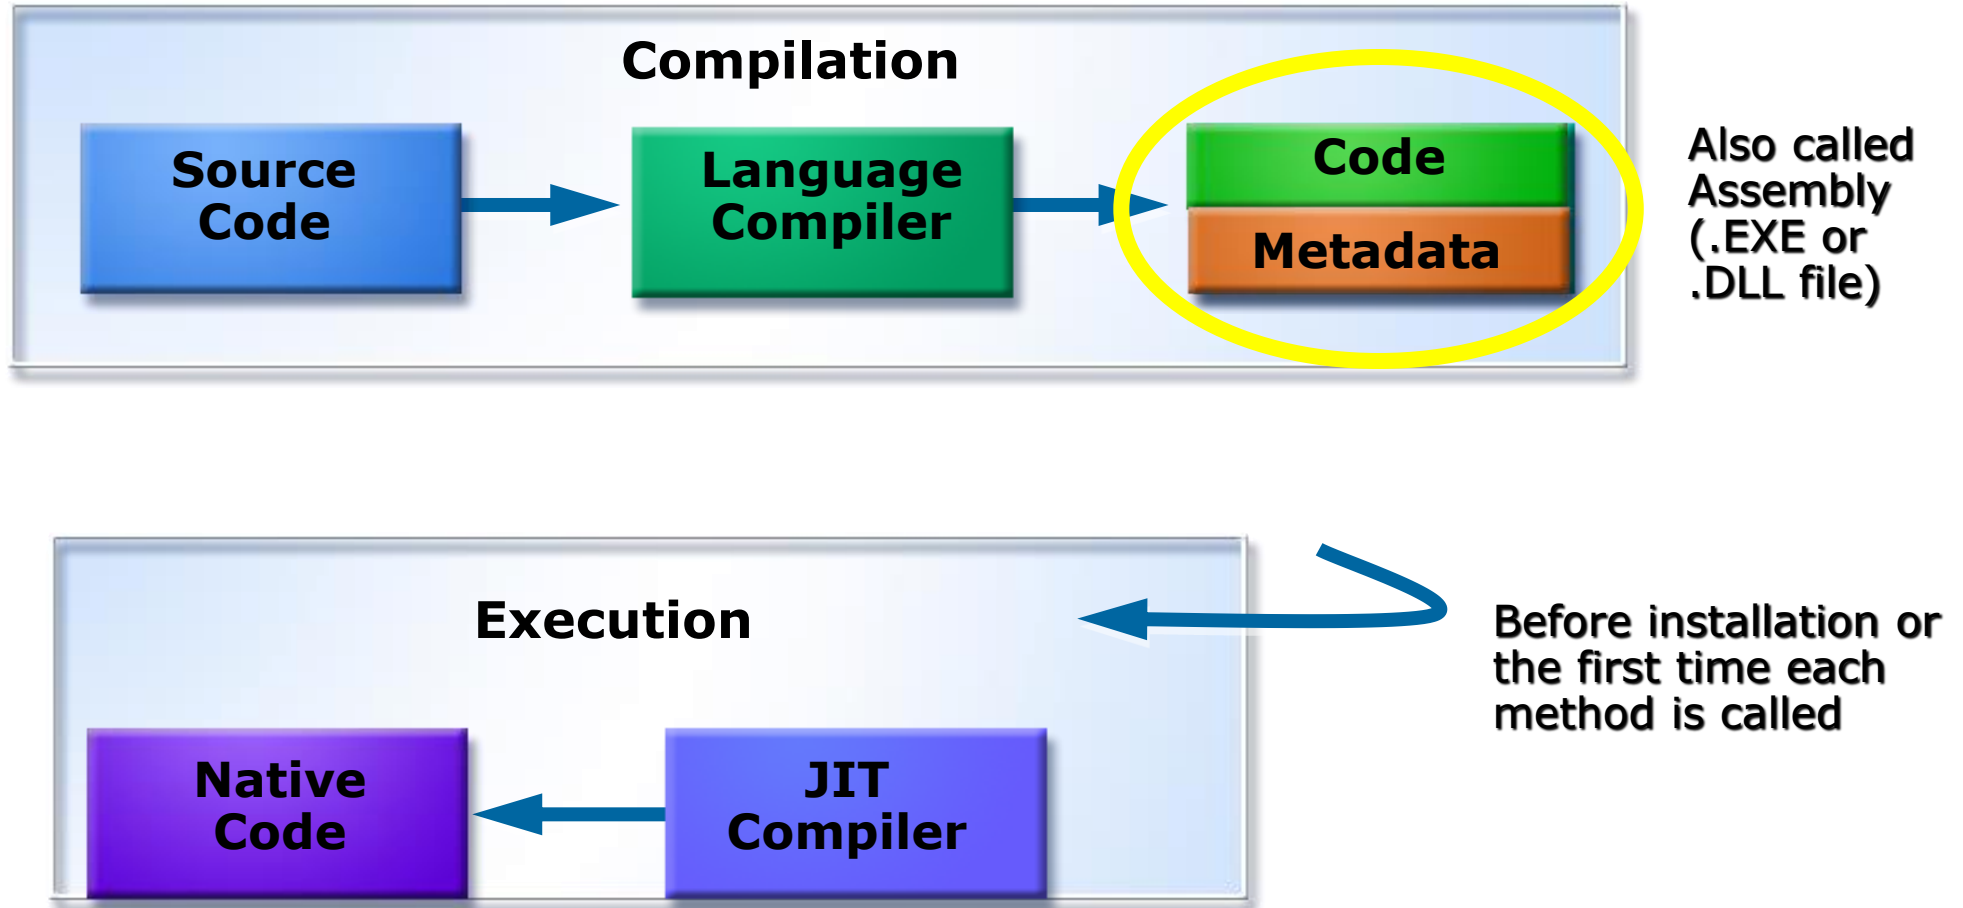 Compilation
Source
Code
Language
Compiler
Code
Metadata
Also called
Assembly
(.EXE or
.DLL file)
Execution
Native
Code
JIT
Compiler
Before installation or
the first time each
method is called